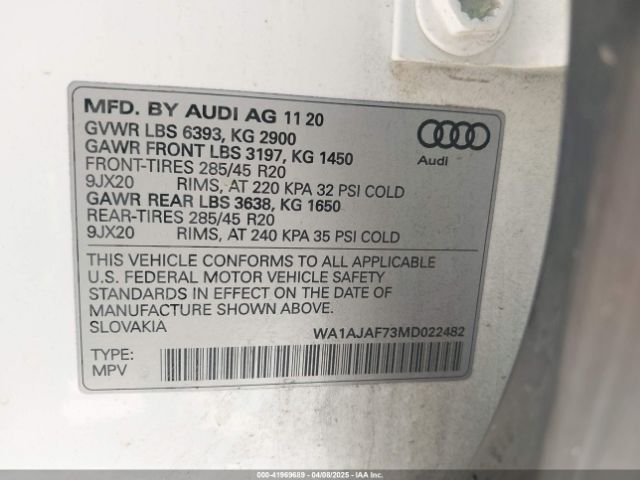 MFD. BY AUDI AG 11 20
GVWR LBS 6393, KG 2900
GAWR FRONT LBS 3197, KG 1450
FRONT-TIRES 285/45 R20
9JX20 RIMS, AT 220 KPA 32 PSI COLD
GAWR REAR LBS 3638, KG 1650
REAR-TIRES 285/45 R20
9JX20 RIMS, AT 240 KPA 35 PSI COLD
Audi
THIS VEHICLE CONFORMS TO ALL APPLICABLE
U.S. FEDERAL MOTOR VEHICLE SAFETY
STANDARDS IN EFFECT ON THE DATE OF
MANUFACTURE SHOWN ABOVE.
SLOVAKIA WA1AJAF73MD022482
TYPE:
MPV
000-41969689 - 04/08/2025 - IAAI.com